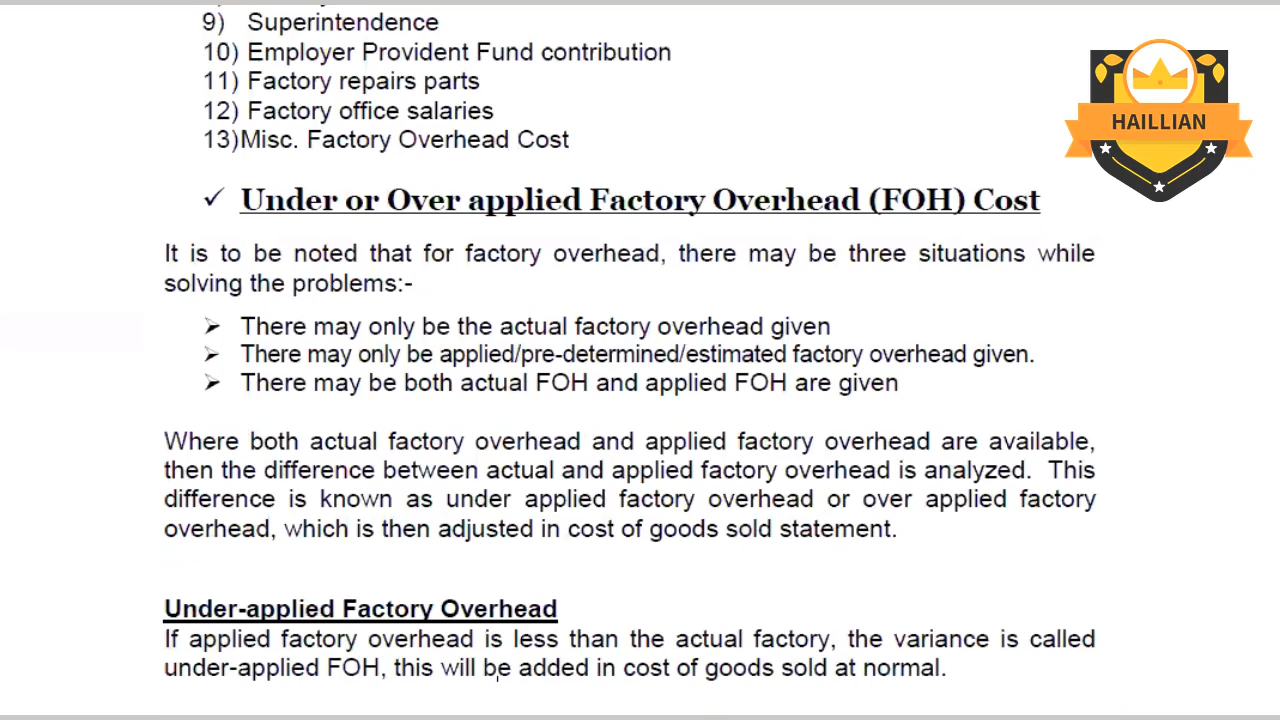 9) Superintendence
10) Employer Provident Fund contribution
11) Factory repairs parts
12) Factory office salaries
13)Misc. Factory Overhead Cost
HAILLIAN
✓ Under or Over applied Factory Overhead (FOH) Cost
It is to be noted that for factory overhead, there may be three situations while
solving the problems:-
➢ There may only be the actual factory overhead given
➢ There may only be applied/pre-determined/estimated factory overhead given.
➢ There may be both actual FOH and applied FOH are given
Where both actual factory overhead and applied factory overhead are available,
then the difference between actual and applied factory overhead is analyzed. This
difference is known as under applied factory overhead or over applied factory
overhead, which is then adjusted in cost of goods sold statement.
Under-applied Factory Overhead
If applied factory overhead is less than the actual factory, the variance is called
under-applied FOH, this will be added in cost of goods sold at normal.